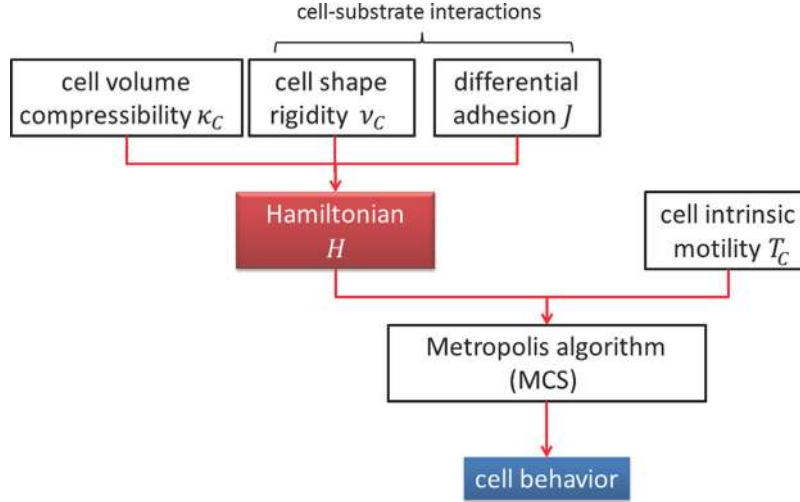 cell-substrate interactions
cell volume
compressibility κ_C
cell shape
rigidity ν_C
differential
adhesion J
Hamiltonian
H
cell intrinsic
motility T_C
Metropolis algorithm
(MCS)
cell behavior